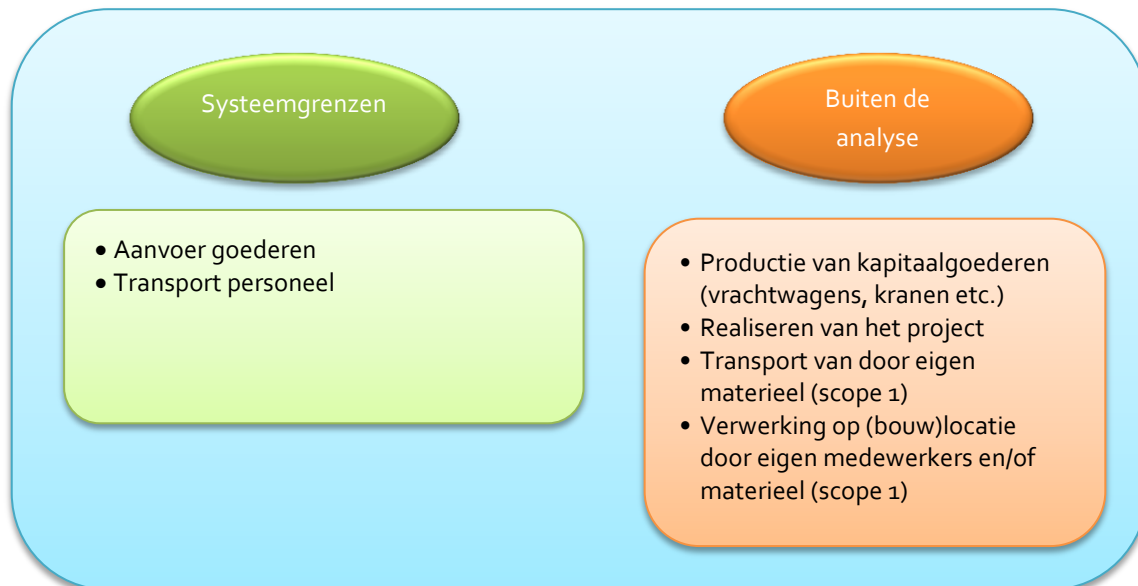 Systeemgrenzen
• Aanvoer goederen
• Transport personeel
Buiten de
analyse
• Productie van kapitaalgoederen
(vrachtwagens, kranen etc.)
• Realiseren van het project
• Transport van door eigen
materieel (scope 1)
• Verwerking op (bouw)locatie
door eigen medewerkers en/of
materieel (scope 1)